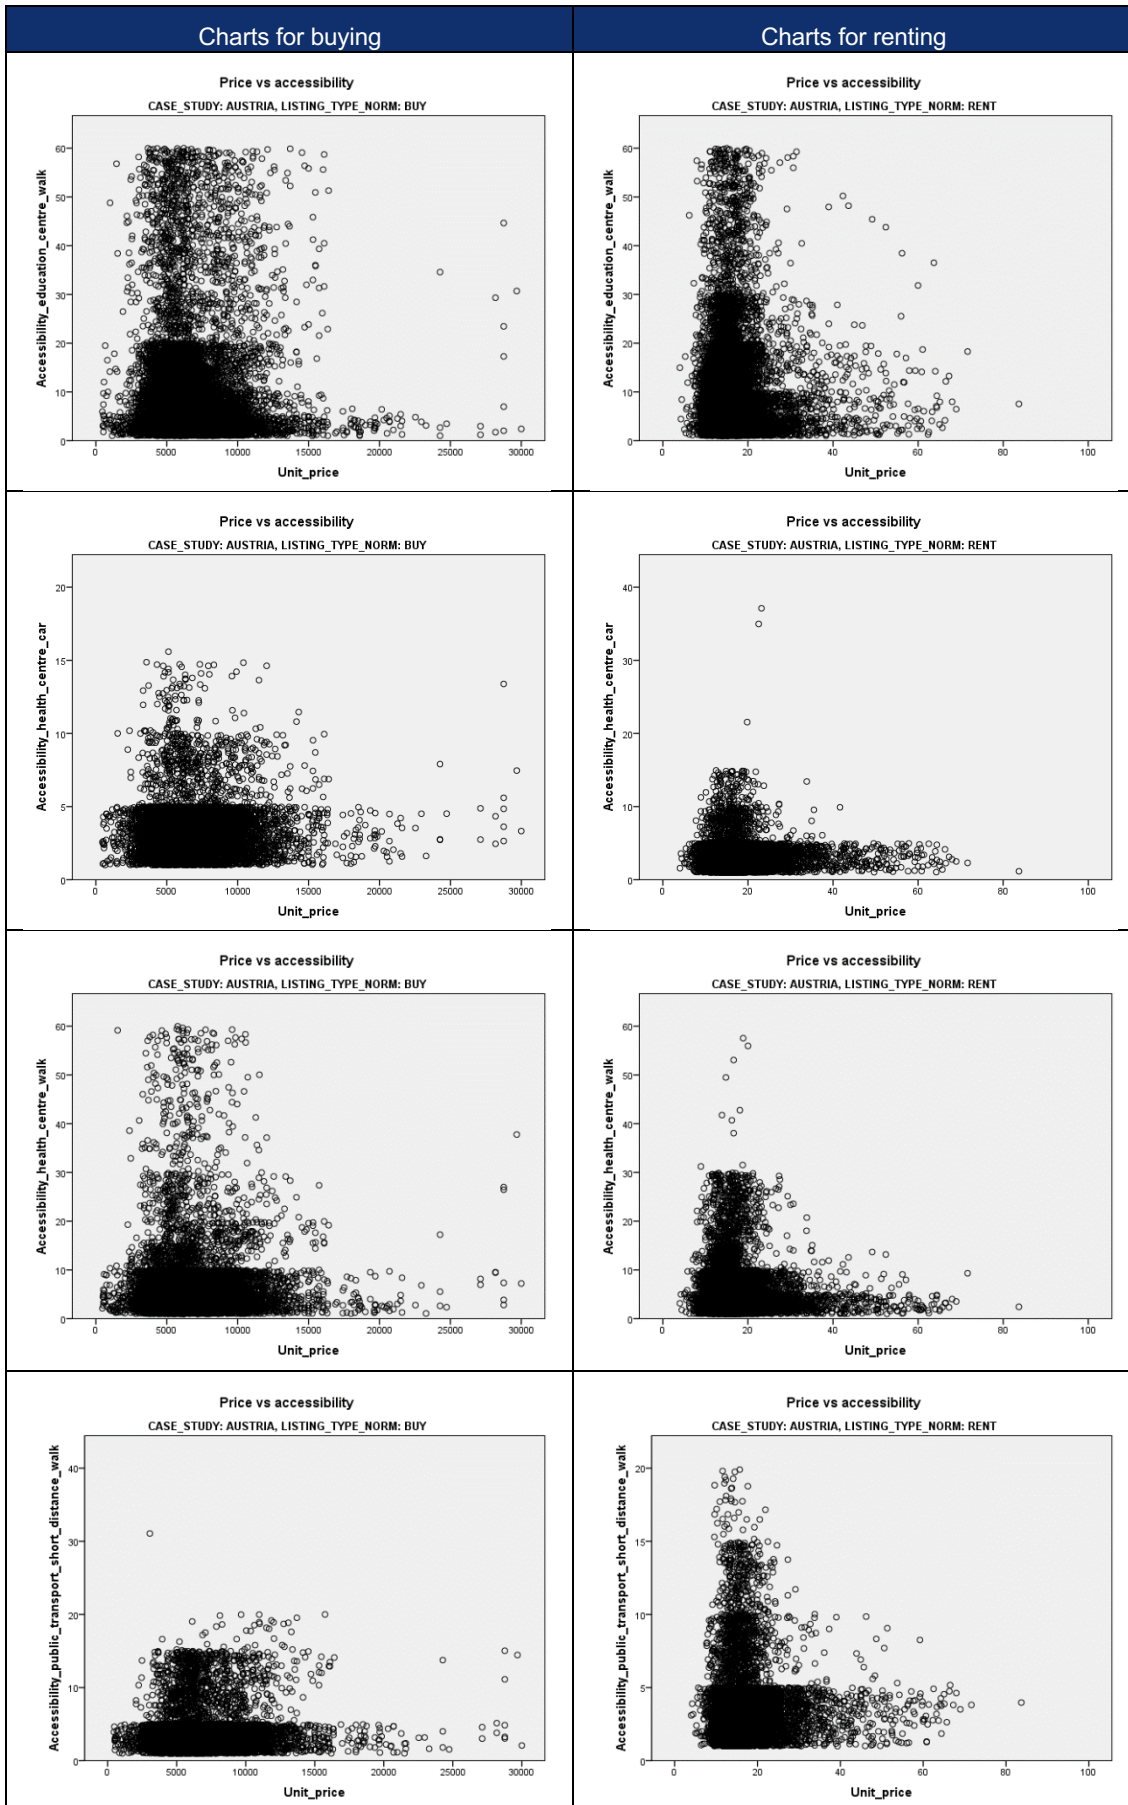 Charts for buying
Charts for renting
Price vs accessibility
CASE_STUDY: AUSTRIA, LISTING_TYPE_NORM: BUY
Accessibility_education_centre_walk
60
50
40
30
20
10
0
0 5000 10000 15000 20000 25000 30000
Unit_price
Price vs accessibility
CASE_STUDY: AUSTRIA, LISTING_TYPE_NORM: RENT
Accessibility_education_centre_walk
60
50
40
30
20
10
0
0 20 40 60 80 100
Unit_price
Price vs accessibility
CASE_STUDY: AUSTRIA, LISTING_TYPE_NORM: BUY
Accessibility_health_centre_car
20
15
10
5
0
0 5000 10000 15000 20000 25000 30000
Unit_price
Price vs accessibility
CASE_STUDY: AUSTRIA, LISTING_TYPE_NORM: RENT
Accessibility_health_centre_car
40
30
20
10
0
0 20 40 60 80 100
Unit_price
Price vs accessibility
CASE_STUDY: AUSTRIA, LISTING_TYPE_NORM: BUY
Accessibility_health_centre_walk
60
50
40
30
20
10
0
0 5000 10000 15000 20000 25000 30000
Unit_price
Price vs accessibility
CASE_STUDY: AUSTRIA, LISTING_TYPE_NORM: RENT
Accessibility_health_centre_walk
60
50
40
30
20
10
0
0 20 40 60 80 100
Unit_price
Price vs accessibility
CASE_STUDY: AUSTRIA, LISTING_TYPE_NORM: BUY
Accessibility_public_transport_short_distance_walk
40
30
20
10
0
0 5000 10000 15000 20000 25000 30000
Unit_price
Price vs accessibility
CASE_STUDY: AUSTRIA, LISTING_TYPE_NORM: RENT
Accessibility_public_transport_short_distance_walk
20
15
10
5
0
0 20 40 60 80 100
Unit_price